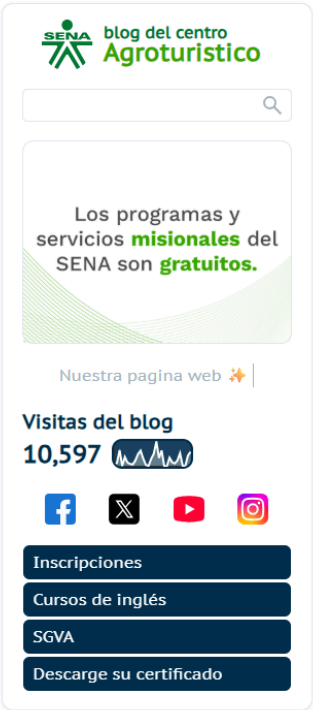 SENA
blog del centro
Agroturistico
Los programas y
servicios misionales del
SENA son gratuitos.
Nuestra pagina web ✨
Visitas del blog
10,597
Inscripciones
Cursos de inglés
SGVA
Descarge su certificado